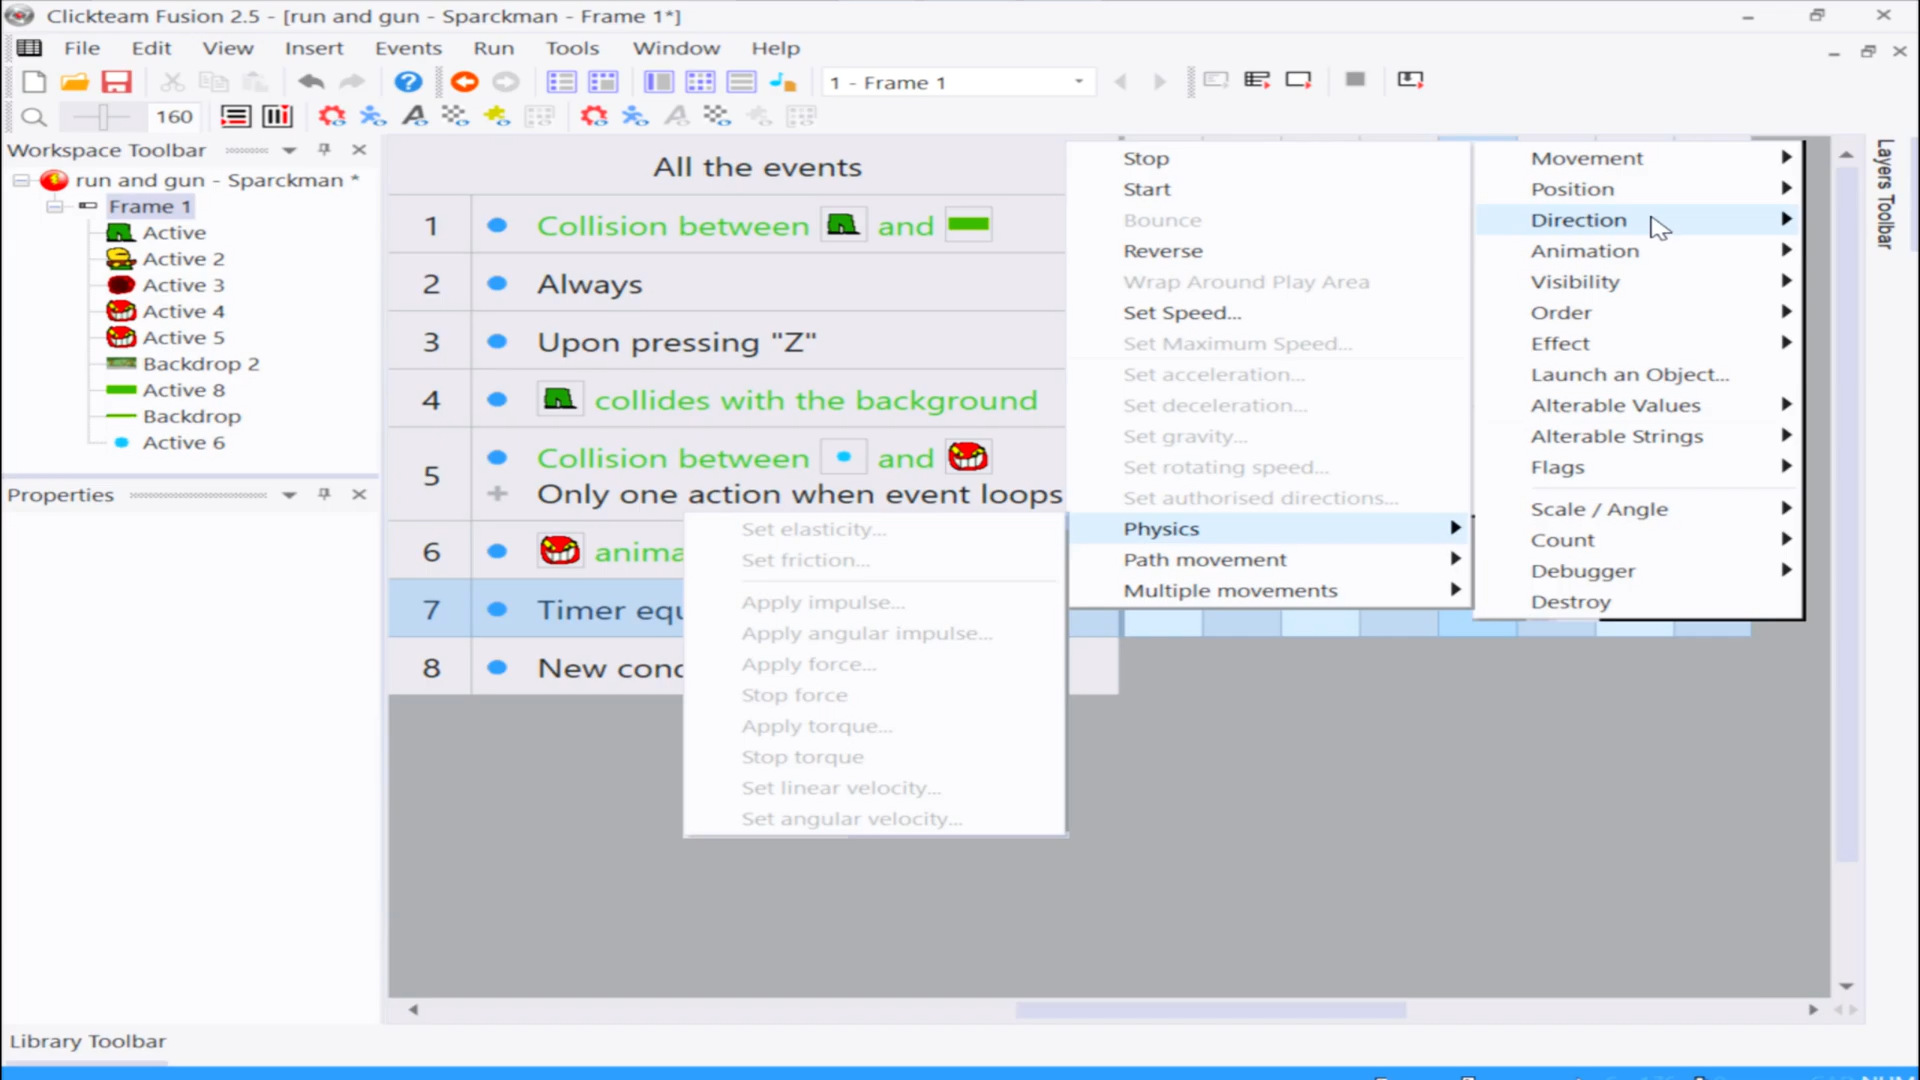 Clickteam Fusion 2.5 - [run and gun - Sparckman - Frame 1*]
File Edit View Insert Events Run Tools Window Help
1 - Frame 1
160
Workspace Toolbar
run and gun - Sparckman *
Frame 1
Active
Active 2
Active 3
Active 4
Active 5
Backdrop 2
Active 8
Backdrop
Active 6
Properties
Library Toolbar
All the events
1 Collision between and
2 Always
3 Upon pressing "Z"
4 collides with the background
5 Collision between and
Only one action when event loops
6
7 Timer
8 New
Set elasticity...
Set friction...
Apply impulse...
Apply angular impulse...
Apply force...
Stop force
Apply torque...
Stop torque
Set linear velocity...
Set angular velocity...
Stop
Start
Bounce
Reverse
Wrap Around Play Area
Set Speed...
Set Maximum Speed...
Set acceleration...
Set deceleration...
Set gravity...
Set rotating speed...
Set authorised directions...
Physics
Path movement
Multiple movements
Movement
Position
Direction
Animation
Visibility
Order
Effect
Launch an Object...
Alterable Values
Alterable Strings
Flags
Scale / Angle
Count
Debugger
Destroy
Layers Toolbar